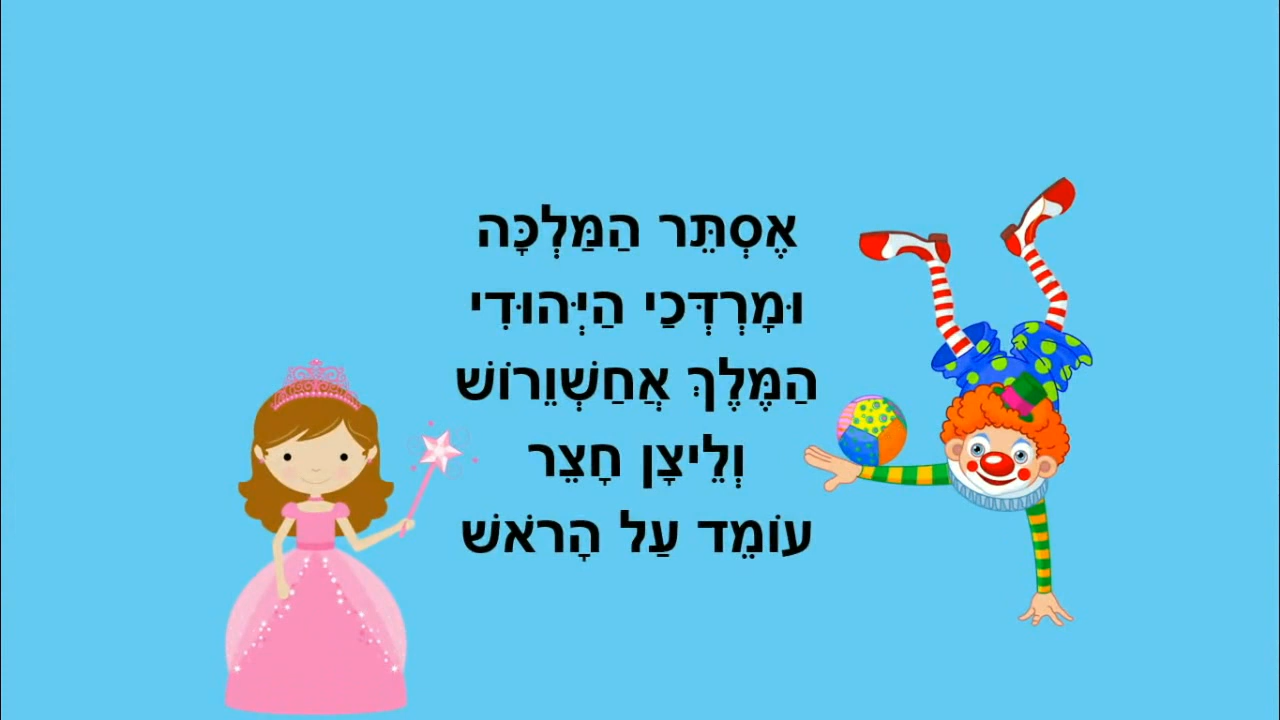 אֶסְתֵּר הַמַּלְכָּה
וּמָרְדְּכַי הַיְּהוּדִי
הַמֶּלֶךְ אֲחַשְׁוֵרוֹשׁ
וְלֵיצָן חָצֵר
עוֹמֵד עַל הָרֹאשׁ